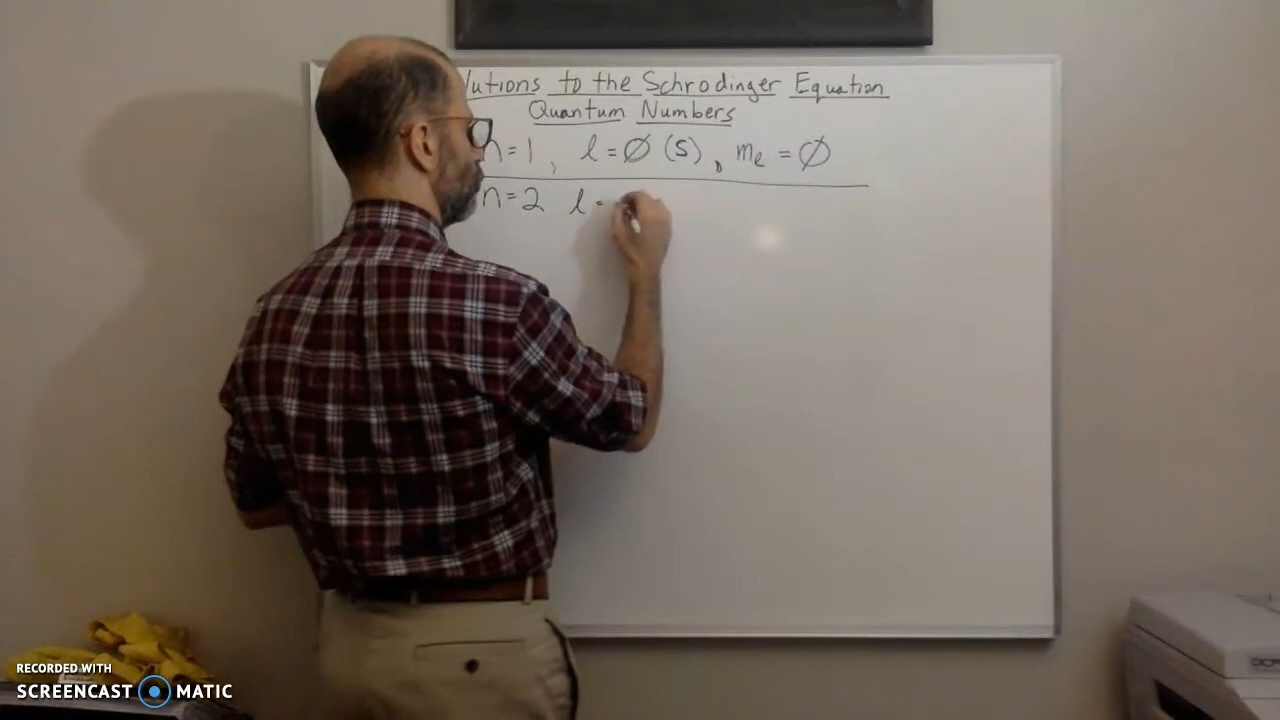 lutions to the Schrodinger Equation
Quantum Numbers
n=1, l=∅ (s), mₑ=∅
n=2 l=
RECORDED WITH
SCREENCAST MATIC